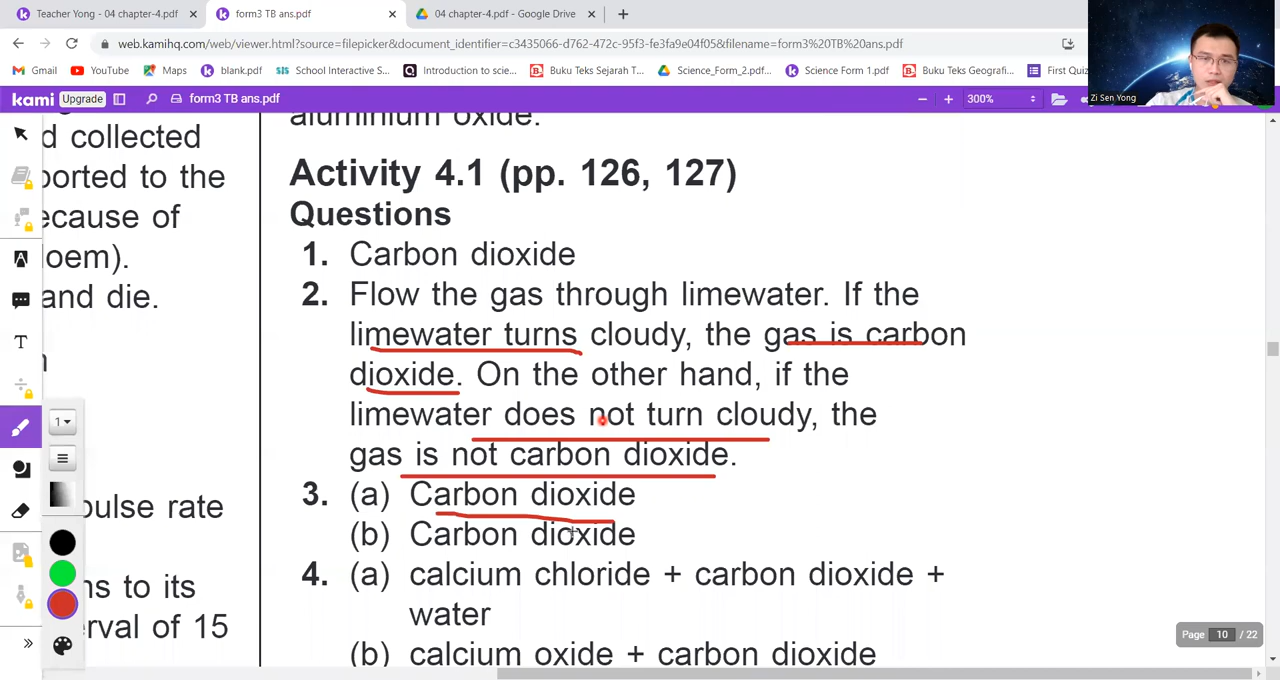 Teacher Yong - 04 chapter-4.pdf
form3 TB ans.pdf
04 chapter-4.pdf - Google Drive
web.kamihq.com/web/viewer.html?source=filepicker&document_identifier=c3435066-d762-472c-95f3-fe3fa9e04f05&filename=form3%20TB%20ans.pdf
Gmail
YouTube
Maps
blank.pdf
School Interactive S...
Introduction to scie...
Buku Teks Sejarah T...
Science_Form_2.pdf...
Science Form 1.pdf
Buku Teks Geografi...
First Quiz
Zi Sen Yong
kami
Upgrade
form3 TB ans.pdf
300%
d collected
ported to the
ecause of
loem).
and die.
pulse rate
ns to its
erval of 15
aluminium oxide.
Activity 4.1 (pp. 126, 127)
Questions
1. Carbon dioxide
2. Flow the gas through limewater. If the
limewater turns cloudy, the gas is carbon
dioxide. On the other hand, if the
limewater does not turn cloudy, the
gas is not carbon dioxide.
3. (a) Carbon dioxide
(b) Carbon dioxide
4. (a) calcium chloride + carbon dioxide +
water
(b) calcium oxide + carbon dioxide
1
Page 10 / 22